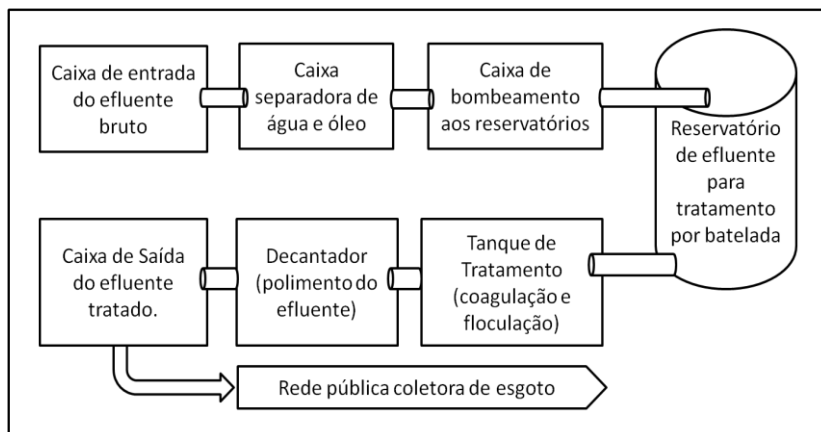 Caixa de entrada
do efluente
bruto
Caixa
separadora de
água e óleo
Caixa de
bombeamento
aos reservatórios
Reservatório
de efluente
para
tratamento
por batelada
Caixa de Saída
do efluente
tratado.
Decantador
(polimento do
efluente)
Tanque de
Tratamento
(coagulação e
floculação)
Rede pública coletora de esgoto